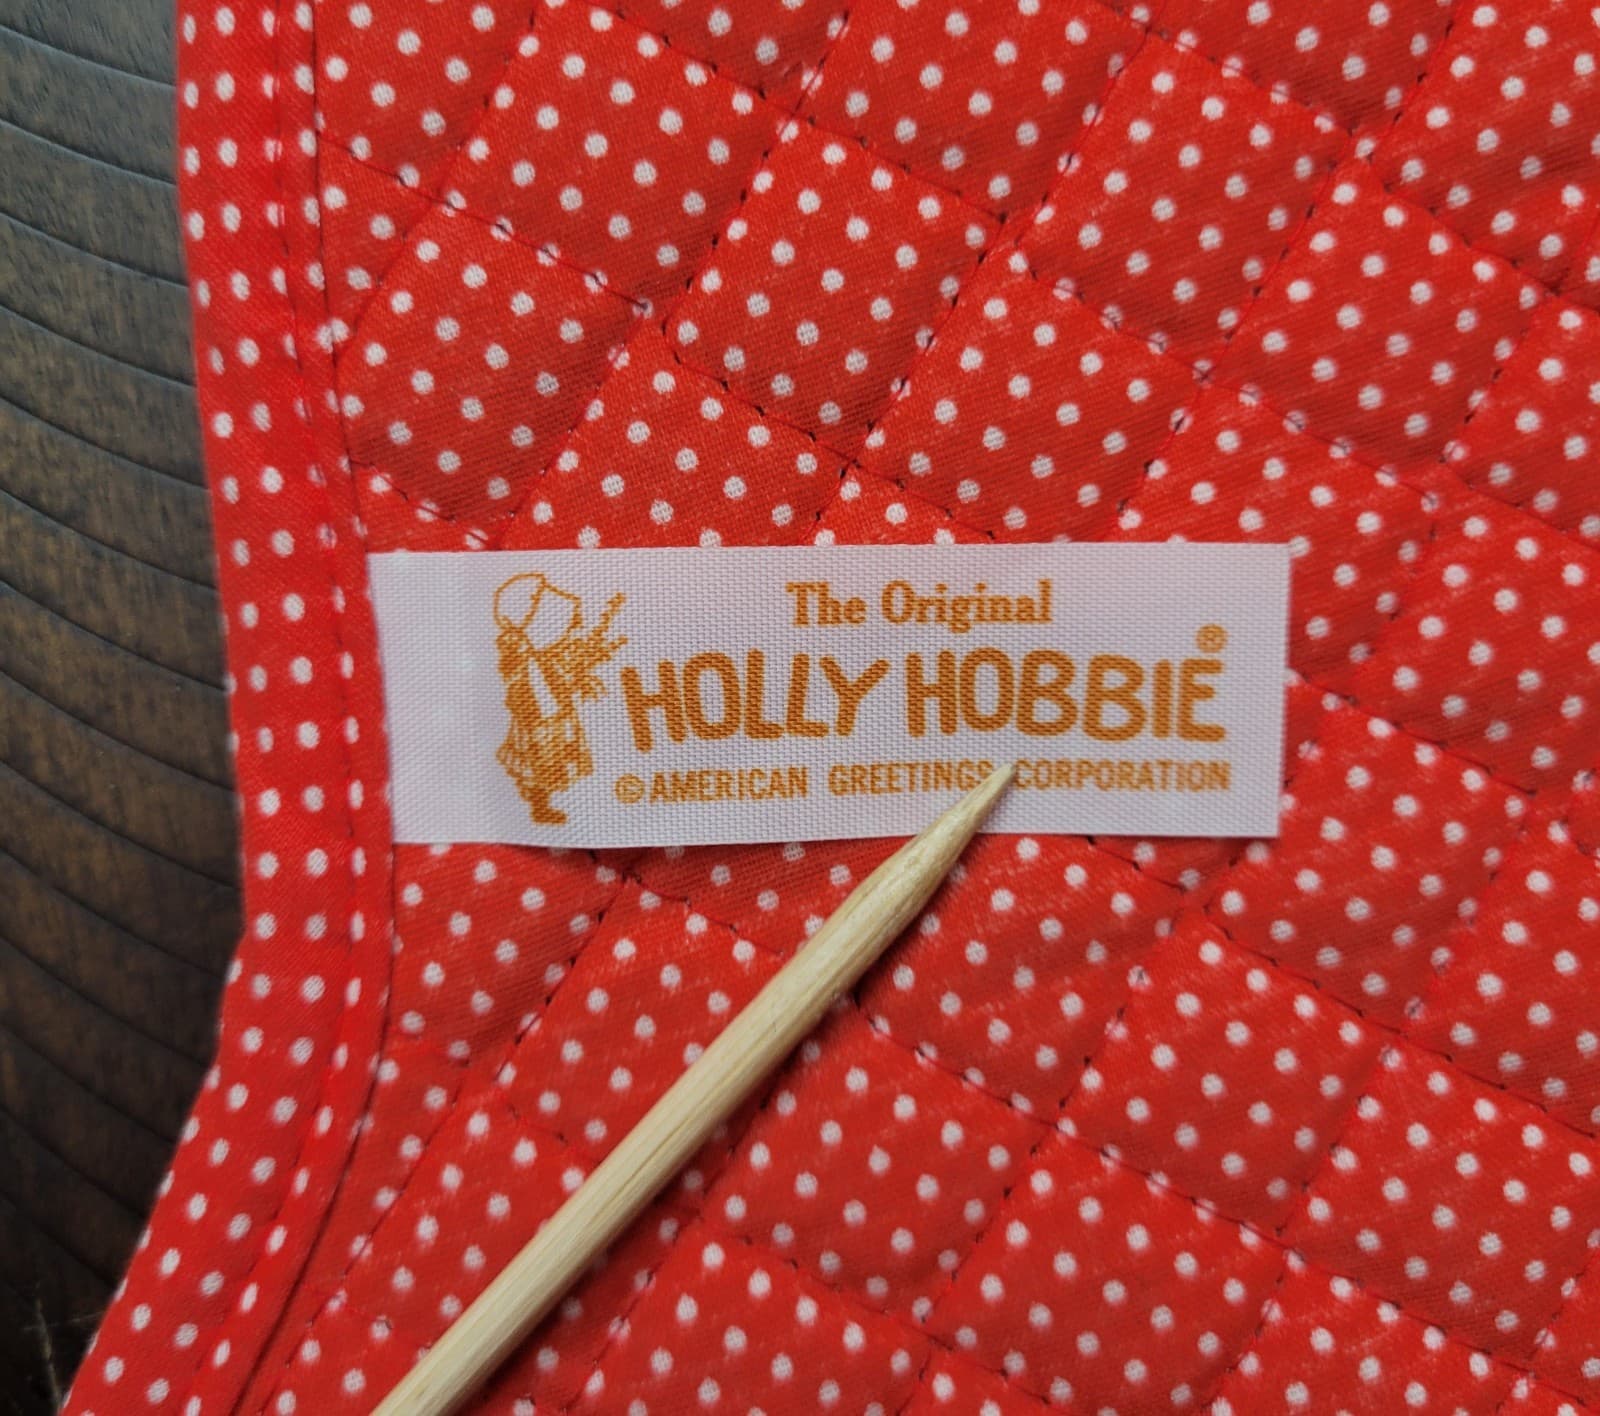 The Original
HOLLY HOBBIE®
© AMERICAN GREETINGS CORPORATION